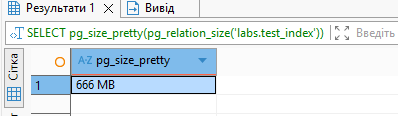 Результати 1
Вивід
SELECT pg_size_pretty(pg_relation_size('labs.test_index'))
Введіть
Сітка
A-Z pg_size_pretty
1
666 MB